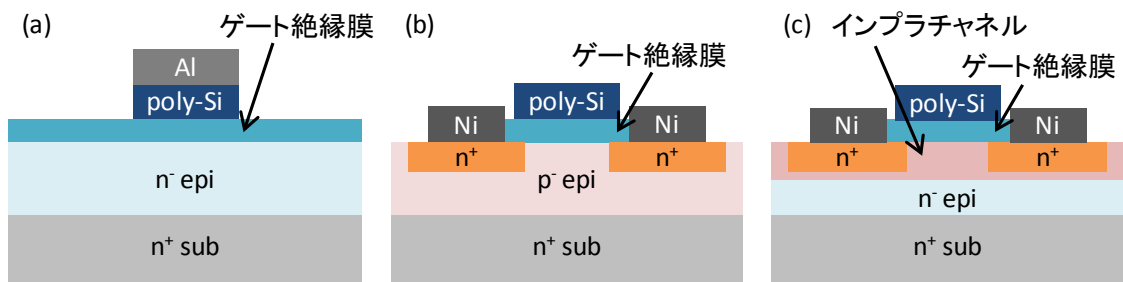 (a)
ゲート絶縁膜
Al
poly-Si
n⁻ epi
n⁺ sub
(b)
ゲート絶縁膜
poly-Si
Ni
Ni
n⁺
n⁺
p⁻ epi
n⁺ sub
(c)
インプラチャネル
ゲート絶縁膜
poly-Si
Ni
Ni
n⁺
n⁺
n⁻ epi
n⁺ sub